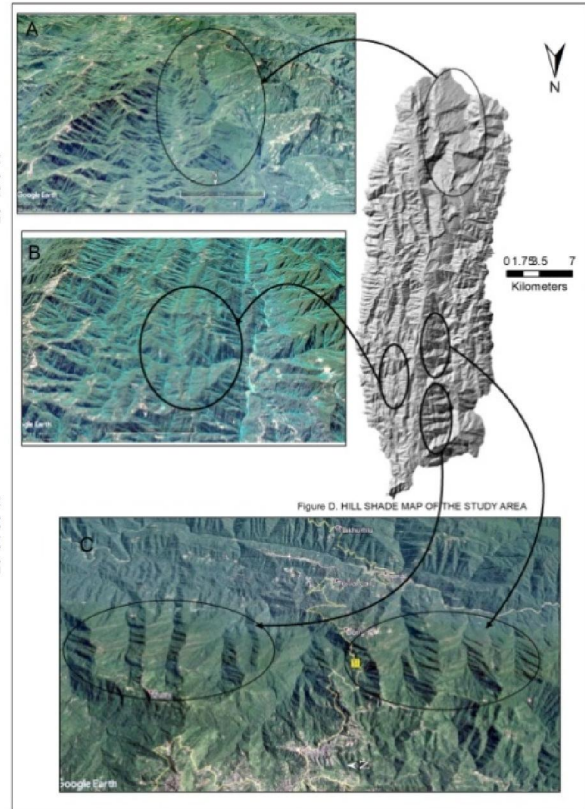 A
Google Earth
N
B
gle Earth
0 1.75 3.5 7
Kilometers
Figure D. HILL SHADE MAP OF THE STUDY AREA
C
Google Earth